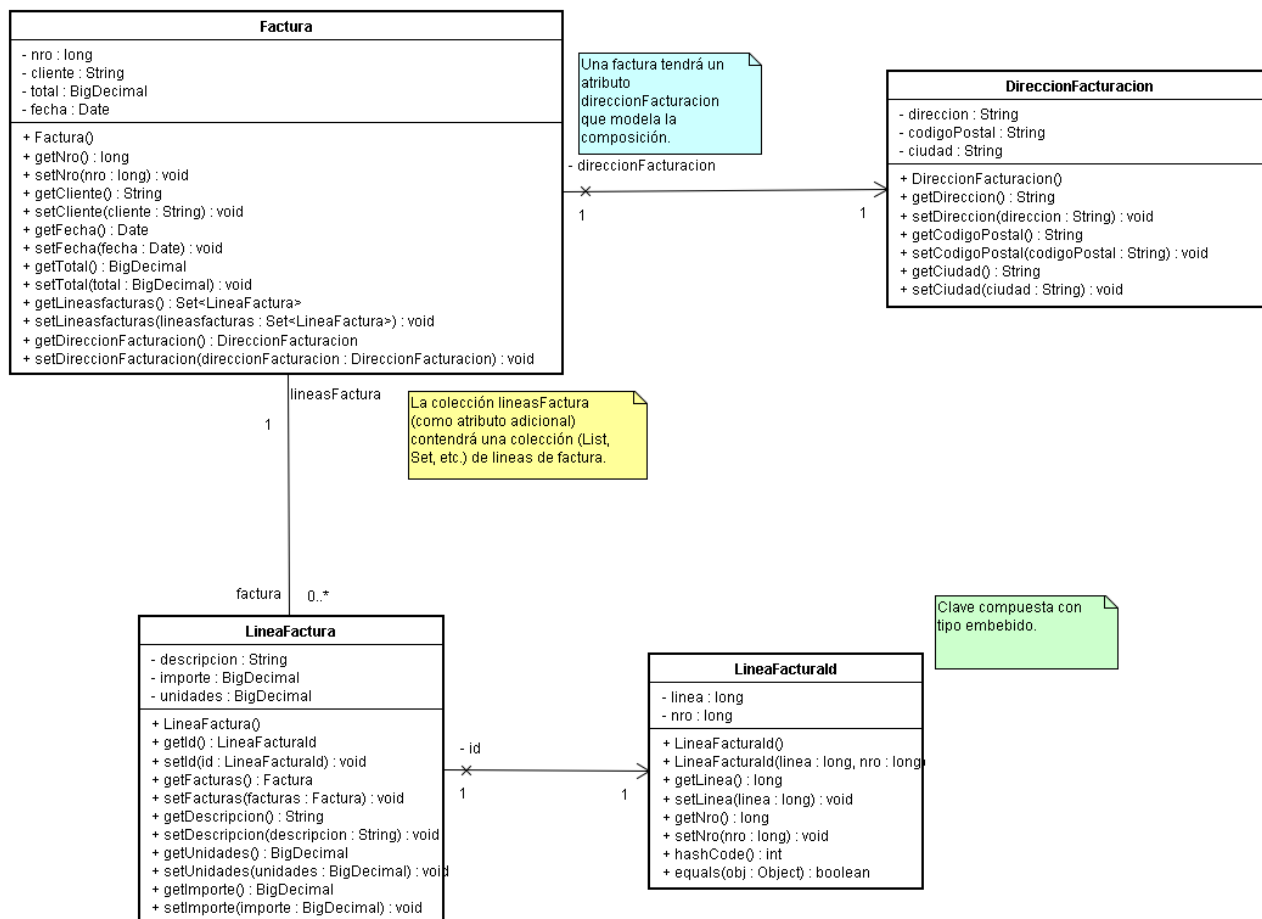 Factura
- nro : long
- cliente : String
- total : BigDecimal
- fecha : Date
+ Factura()
+ getNro() : long
+ setNro(nro : long) : void
+ getCliente() : String
+ setCliente(cliente : String) : void
+ getFecha() : Date
+ setFecha(fecha : Date) : void
+ getTotal() : BigDecimal
+ setTotal(total : BigDecimal) : void
+ getLineasfacturas() : Set<LineaFactura>
+ setLineasfacturas(lineasfacturas : Set<LineaFactura>) : void
+ getDireccionFacturacion() : DireccionFacturacion
+ setDireccionFacturacion(direccionFacturacion : DireccionFacturacion) : void
Una factura tendrá un
atributo
direccionFacturacion
que modela la
composición.
- direccionFacturacion
1
1
DireccionFacturacion
- direccion : String
- codigoPostal : String
- ciudad : String
+ DireccionFacturacion()
+ getDireccion() : String
+ setDireccion(direccion : String) : void
+ getCodigoPostal() : String
+ setCodigoPostal(codigoPostal : String) : void
+ getCiudad() : String
+ setCiudad(ciudad : String) : void
lineasFactura
1
La colección lineasFactura
(como atributo adicional)
contendrá una colección (List,
Set, etc.) de lineas de factura.
factura
0..*
LineaFactura
- descripcion : String
- importe : BigDecimal
- unidades : BigDecimal
+ LineaFactura()
+ getId() : LineaFacturaId
+ setId(id : LineaFacturaId) : void
+ getFacturas() : Factura
+ setFacturas(facturas : Factura) : void
+ getDescripcion() : String
+ setDescripcion(descripcion : String) : void
+ getUnidades() : BigDecimal
+ setUnidades(unidades : BigDecimal) : void
+ getImporte() : BigDecimal
+ setImporte(importe : BigDecimal) : void
- id
1
1
Clave compuesta con
tipo embebido.
LineaFacturaId
- linea : long
- nro : long
+ LineaFacturaId()
+ LineaFacturaId(linea : long, nro : long)
+ getLinea() : long
+ setLinea(linea : long) : void
+ getNro() : long
+ setNro(nro : long) : void
+ hashCode() : int
+ equals(obj : Object) : boolean